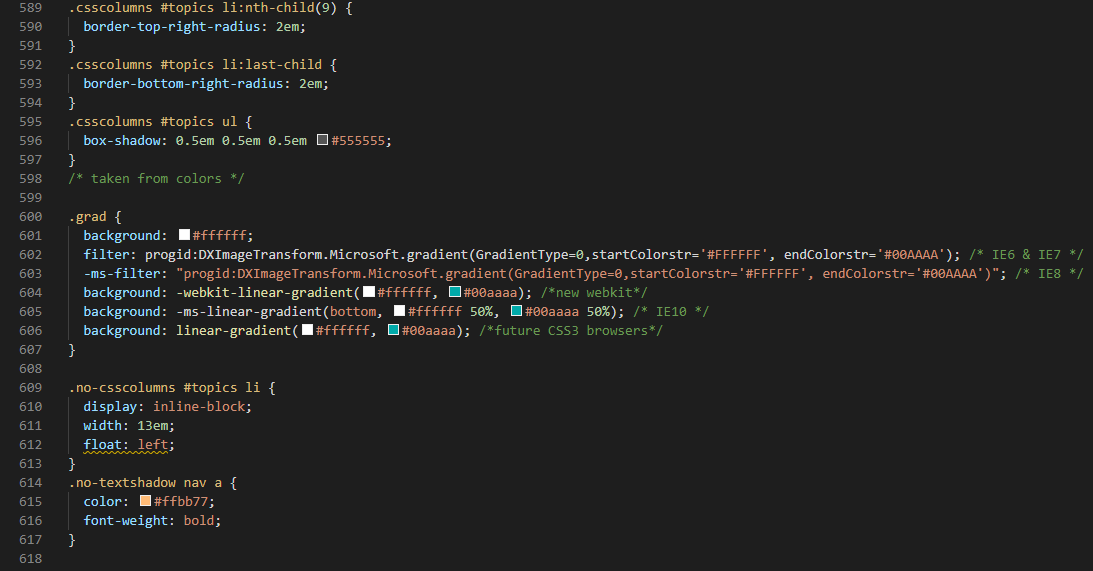 589 .csscolumns #topics li:nth-child(9) {
590   border-top-right-radius: 2em;
591 }
592 .csscolumns #topics li:last-child {
593   border-bottom-right-radius: 2em;
594 }
595 .csscolumns #topics ul {
596   box-shadow: 0.5em 0.5em 0.5em #555555;
597 }
598 /* taken from colors */
599
600 .grad {
601   background: #ffffff;
602   filter: progid:DXImageTransform.Microsoft.gradient(GradientType=0,startColorstr='#FFFFFF', endColorstr='#00AAAA'); /* IE6 & IE7 */
603   -ms-filter: "progid:DXImageTransform.Microsoft.gradient(GradientType=0,startColorstr='#FFFFFF', endColorstr='#00AAAA')"; /* IE8 */
604   background: -webkit-linear-gradient(#ffffff, #00aaaa); /*new webkit*/
605   background: -ms-linear-gradient(bottom, #ffffff 50%, #00aaaa 50%); /* IE10 */
606   background: linear-gradient(#ffffff, #00aaaa); /*future CSS3 browsers*/
607 }
608
609 .no-csscolumns #topics li {
610   display: inline-block;
611   width: 13em;
612   float: left;
613 }
614 .no-textshadow nav a {
615   color: #ffbb77;
616   font-weight: bold;
617 }
618